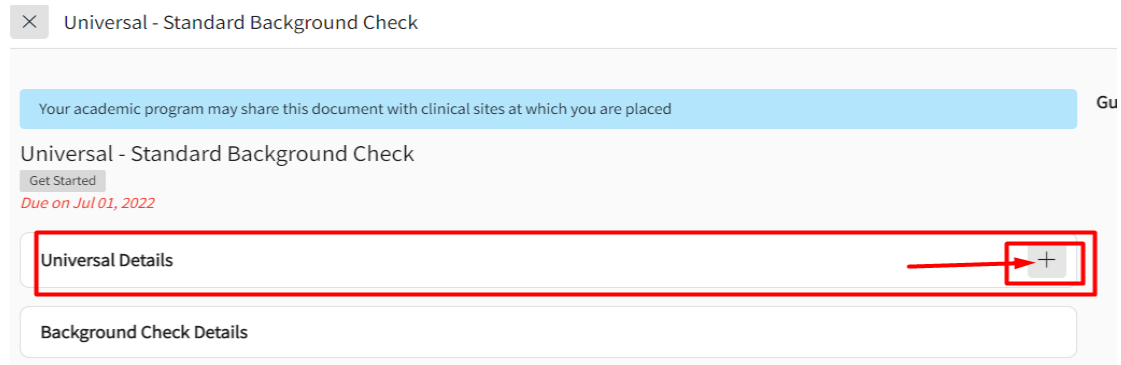 Universal - Standard Background Check
Your academic program may share this document with clinical sites at which you are placed
Gu
Universal - Standard Background Check
Get Started
Due on Jul 01, 2022
Universal Details
Background Check Details